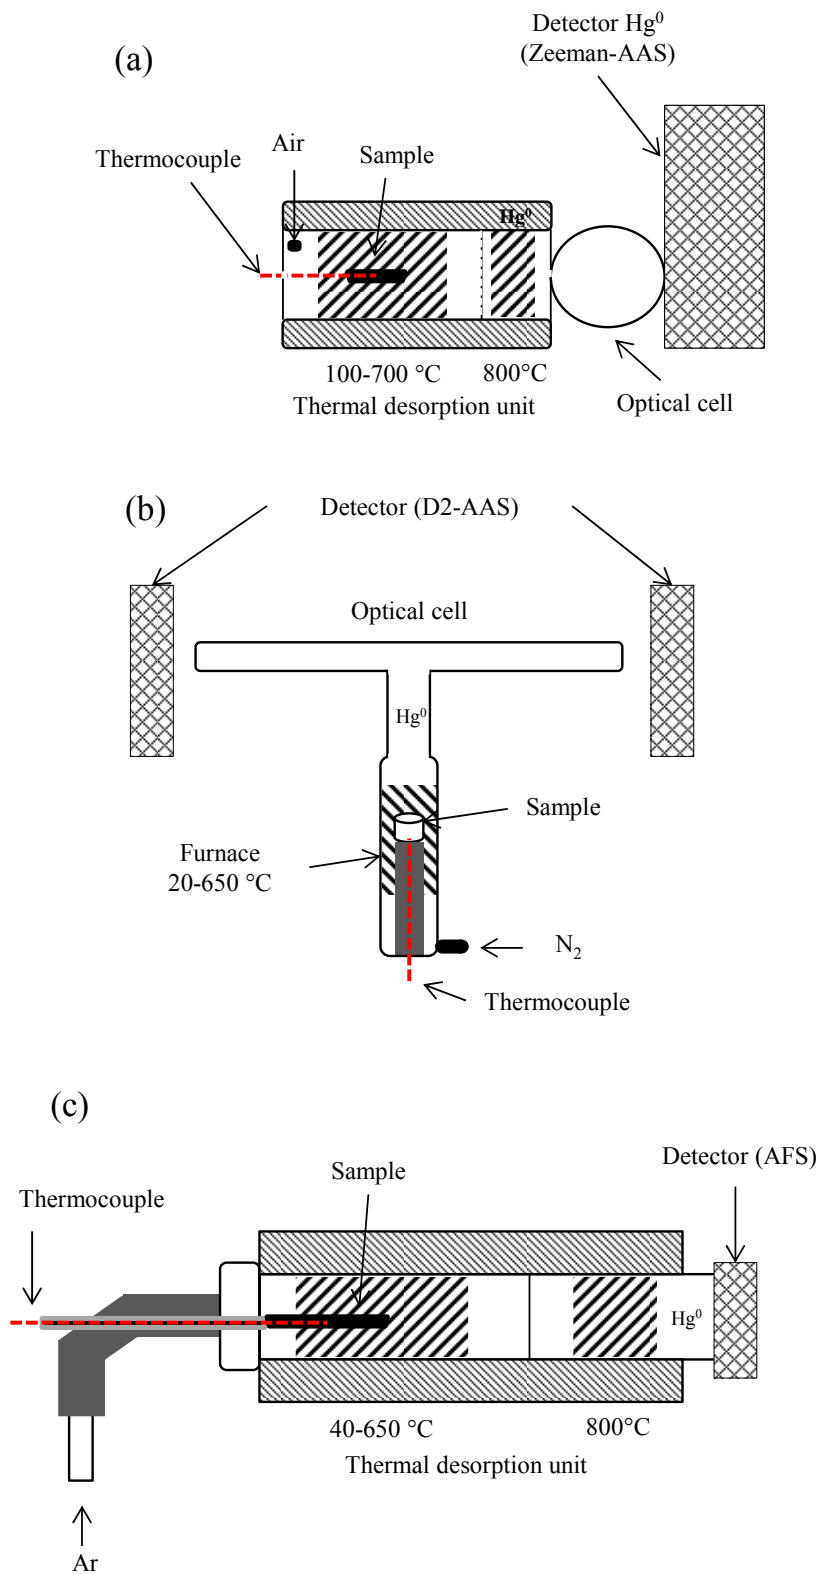 (a)
Detector Hg⁰
(Zeeman-AAS)
Air
Thermocouple
Sample
Hg⁰
100-700 °C
800°C
Thermal desorption unit
Optical cell
(b)
Detector (D2-AAS)
Optical cell
Hg⁰
Sample
Furnace
20-650 °C
N₂
Thermocouple
(c)
Detector (AFS)
Sample
Thermocouple
Hg⁰
40-650 °C
800°C
Thermal desorption unit
Ar